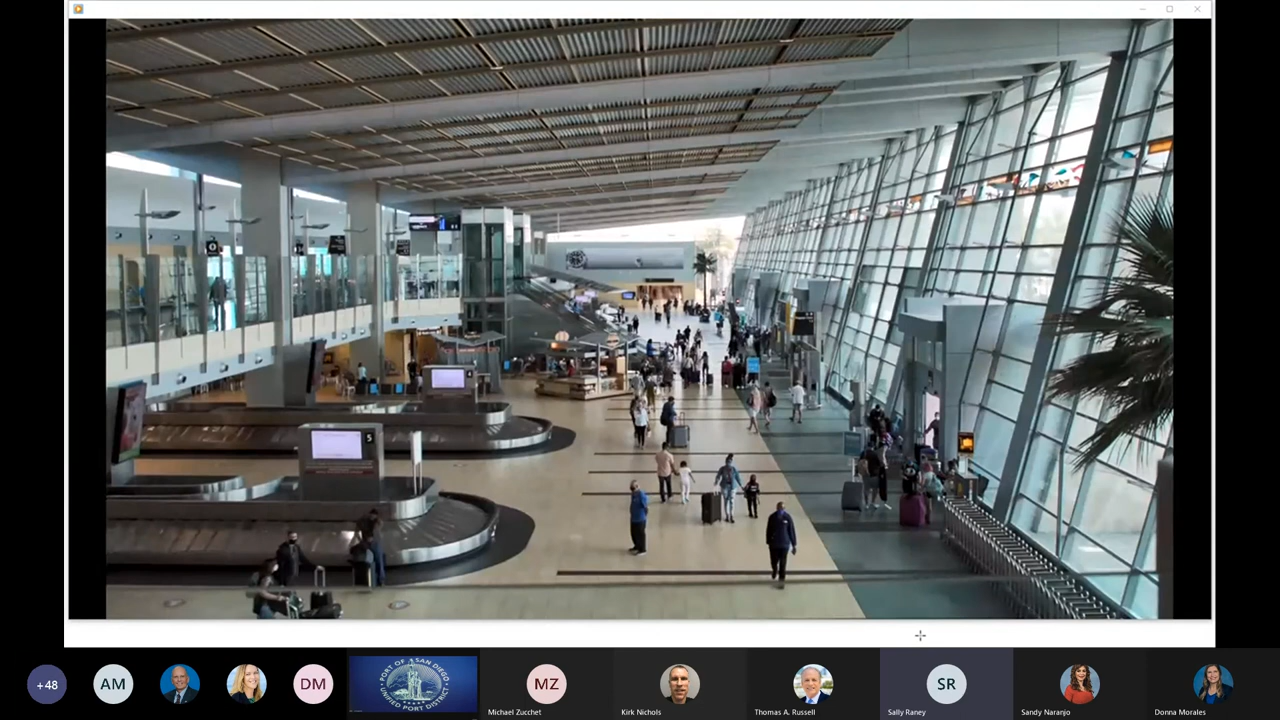 5
+48
AM
DM
PORT OF SAN DIEGO
UNIFIED PORT DISTRICT
MZ
SR
Michael Zucchet
Kirk Nichols
Thomas A. Russell
Sally Raney
Sandy Naranjo
Donna Morales